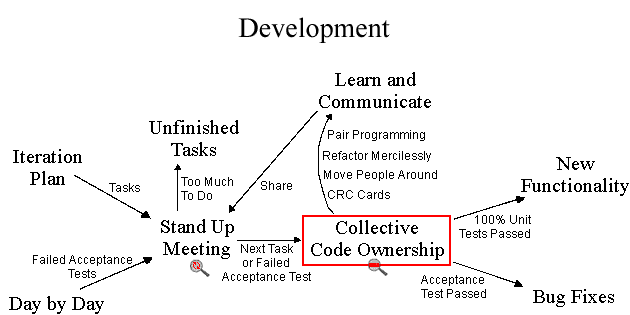 Development
Learn and
Communicate
Unfinished
Tasks
Pair Programming
Refactor Mercilessly
Move People Around
CRC Cards
Iteration
Plan
Tasks
Too Much
To Do
Share
New
Functionality
Stand Up
Meeting
Next Task
or Failed
Acceptance Test
Collective
Code Ownership
100% Unit
Tests Passed
Failed Acceptance
Tests
Acceptance
Test Passed
Day by Day
Bug Fixes